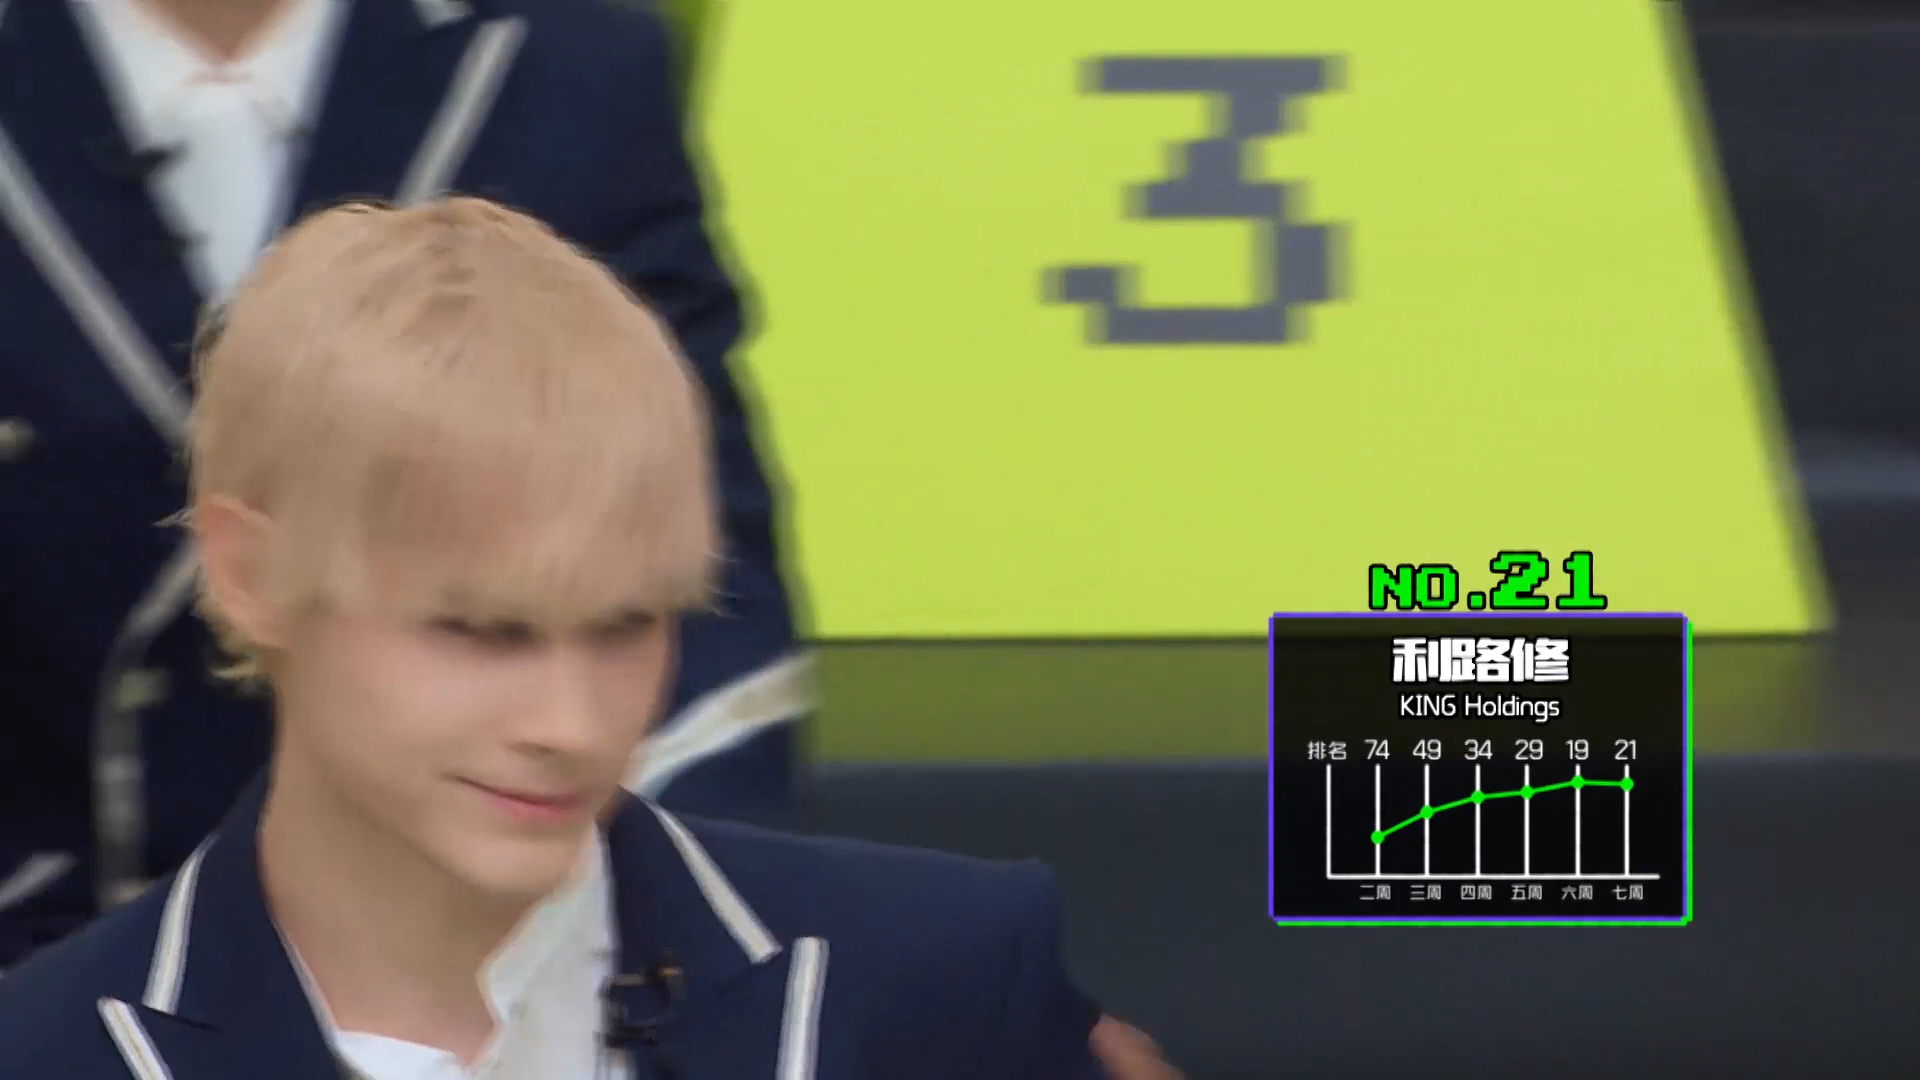 3
NO.21
利路修
KING Holdings
排名 74 49 34 29 19 21
二周 三周 四周 五周 六周 七周